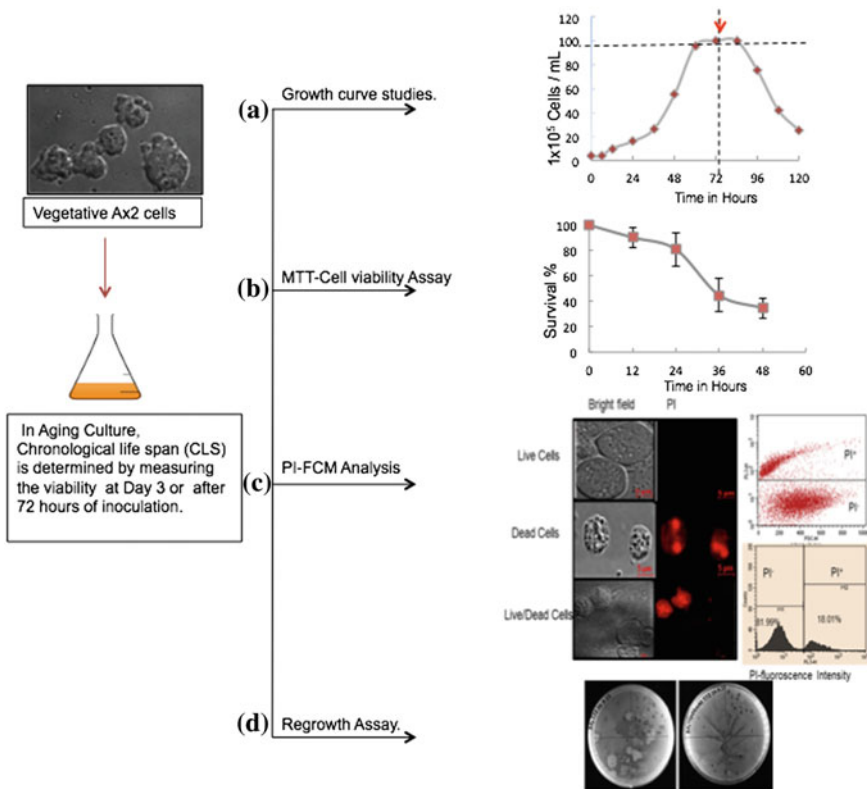 Vegetative Ax2 cells
In Aging Culture,
Chronological life span (CLS)
is determined by measuring
the viability at Day 3 or after
72 hours of inoculation.
(a)
Growth curve studies.
1x10⁵ Cells / mL
120
100
80
60
40
20
0
0 24 48 72 96 120
Time in Hours
(b)
MTT-Cell viability Assay
Survival %
100
80
60
40
20
0
0 12 24 36 48 60
Time in Hours
(c)
PI-FCM Analysis
Bright field PI
Live Cells
Dead Cells
Live/Dead Cells
5 μm
PI⁺
PI⁻
PI⁻
PI⁺
81.99%
18.01%
PI-fluoroscence Intensity
(d)
Regrowth Assay.